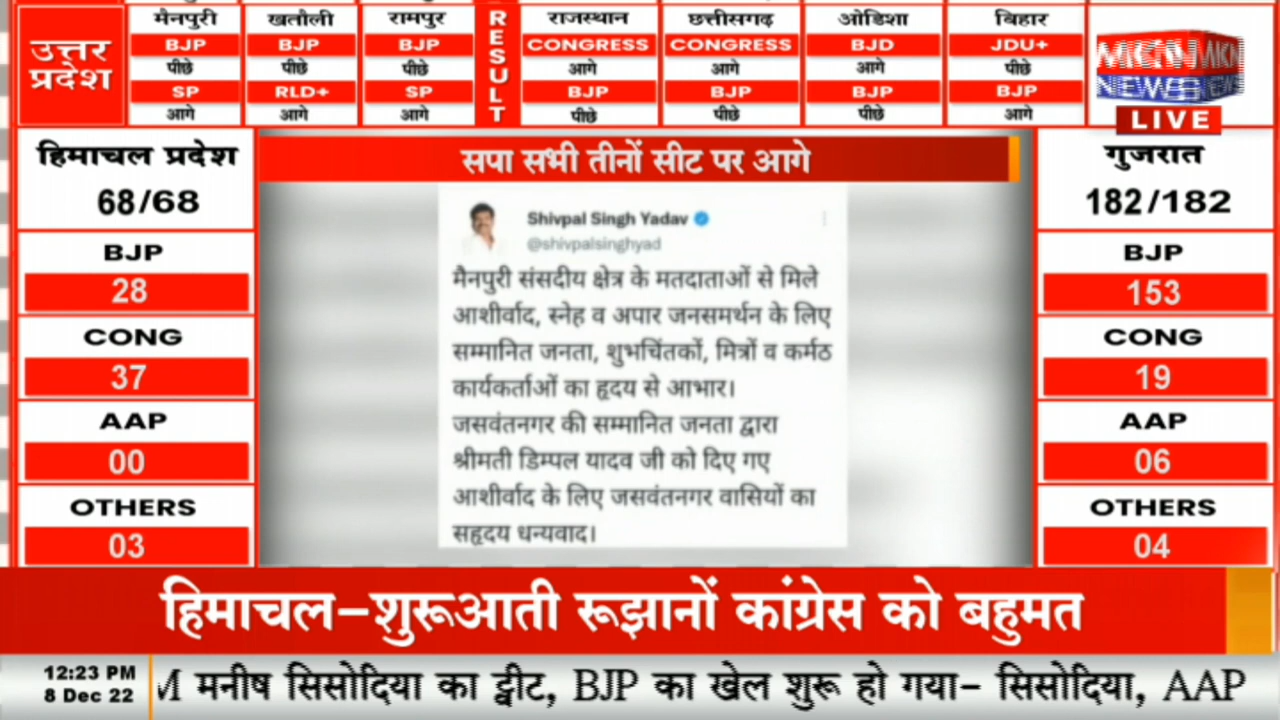 उत्तर प्रदेश
मैनपुरी
BJP
पीछे
SP
आगे
खतौली
BJP
पीछे
RLD+
आगे
रामपुर
BJP
पीछे
SP
आगे
RESULT
राजस्थान
CONGRESS
आगे
BJP
पीछे
छत्तीसगढ़
CONGRESS
आगे
BJP
पीछे
ओडिशा
BJD
आगे
BJP
पीछे
बिहार
JDU+
पीछे
BJP
आगे
NEWS
LIVE
हिमाचल प्रदेश
68/68
BJP
28
CONG
37
AAP
00
OTHERS
03
सपा सभी तीनों सीट पर आगे
Shivpal Singh Yadav
@shivpalsinghyad
मैनपुरी संसदीय क्षेत्र के मतदाताओं से मिले
आशीर्वाद, स्नेह व अपार जनसमर्थन के लिए
सम्मानित जनता, शुभचिंतकों, मित्रों व कर्मठ
कार्यकर्ताओं का हृदय से आभार।
जसवंतनगर की सम्मानित जनता द्वारा
श्रीमती डिम्पल यादव जी को दिए गए
आशीर्वाद के लिए जसवंतनगर वासियों का
सहृदय धन्यवाद।
गुजरात
182/182
BJP
153
CONG
19
AAP
06
OTHERS
04
हिमाचल-शुरूआती रूझानों कांग्रेस को बहुमत
12:23 PM
8 Dec 22
M मनीष सिसोदिया का ट्वीट, BJP का खेल शुरू हो गया- सिसोदिया, AAP